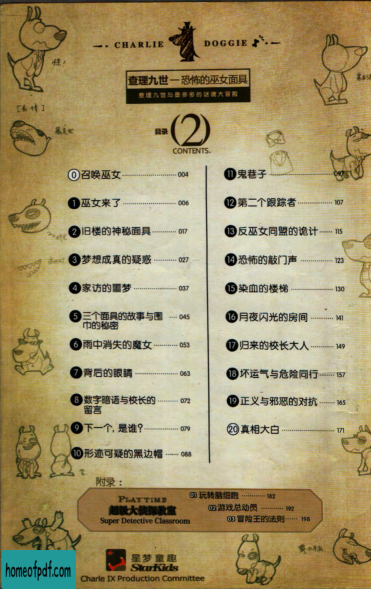 CHARLIE DOGGIE
查理九世——恐怖的巫女面具
查理九世与墨多多的谜境大冒险
目录
(2)
CONTENTS.
0 召唤巫女 004
1 巫女来了 006
2 旧楼的神秘面具 017
3 梦想成真的疑惑 027
4 家访的噩梦 037
5 三个面具的故事与围 045
巾的秘密
6 雨中消失的魔女 053
7 背后的眼睛 063
8 数字暗语与校长的 072
留言
9 下一个,是谁? 079
10 形迹可疑的黑边帽 088
11 鬼巷子
12 第二个跟踪者 107
13 反巫女同盟的诡计 115
14 恐怖的敲门声 123
15 染血的楼梯 130
16 月夜闪光的房间 141
17 归来的校长大人 149
18 坏运气与危险同行 157
19 正义与邪恶的对抗 165
20 真相大白 171
附录:
PLAYTIME
超级大侦探教室
Super Detective Classroom
01 玩转脑细胞 182
02 游戏总动员 192
03 冒险王的法则 198
星梦童趣
StarKids
Charlie IX Production Committee
homeofpdf.com